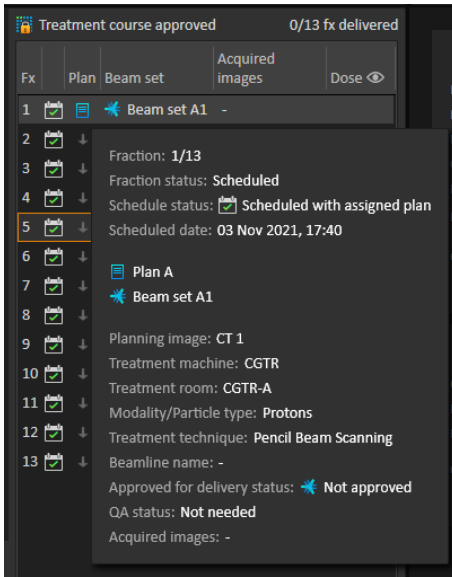 Treatment course approved 0/13 fx delivered
Fx Plan Beam set Acquired images Dose
1 Beam set A1 -
2
3
4
5
6
7
8
9
10
11
12
13
Fraction: 1/13
Fraction status: Scheduled
Schedule status: Scheduled with assigned plan
Scheduled date: 03 Nov 2021, 17:40
Plan A
Beam set A1
Planning image: CT 1
Treatment machine: CGTR
Treatment room: CGTR-A
Modality/Particle type: Protons
Treatment technique: Pencil Beam Scanning
Beamline name: -
Approved for delivery status: Not approved
QA status: Not needed
Acquired images: -